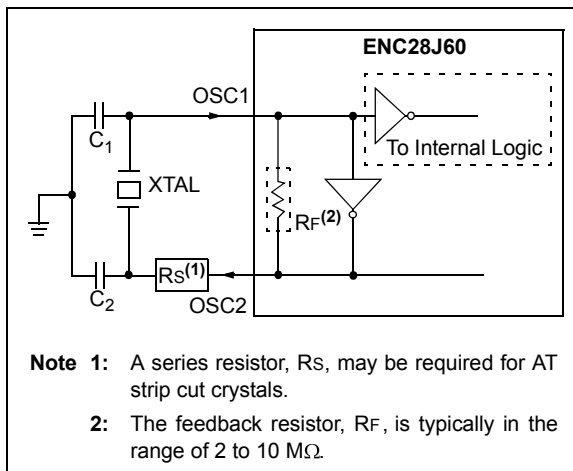 ENC28J60
OSC1
To Internal Logic
C1
XTAL
RF(2)
C2
RS(1)
OSC2
Note 1: A series resistor, RS, may be required for AT
strip cut crystals.
2: The feedback resistor, RF, is typically in the
range of 2 to 10 MΩ.